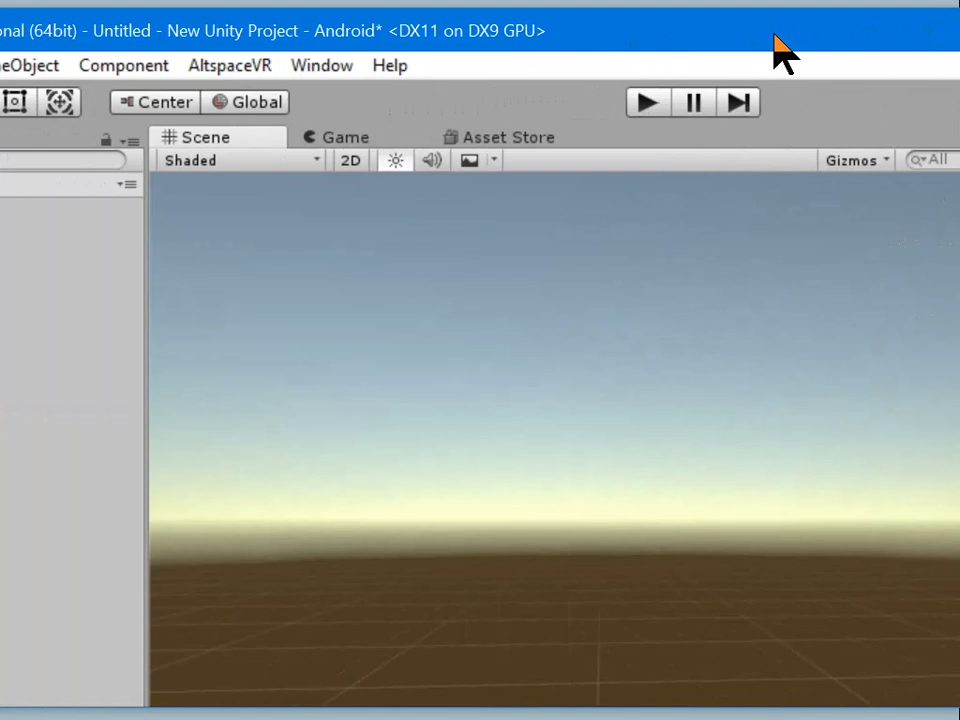 onal (64bit) - Untitled - New Unity Project - Android* <DX11 on DX9 GPU>
eObject Component AltspaceVR Window Help
Center Global
Scene Game Asset Store
Shaded 2D Gizmos All